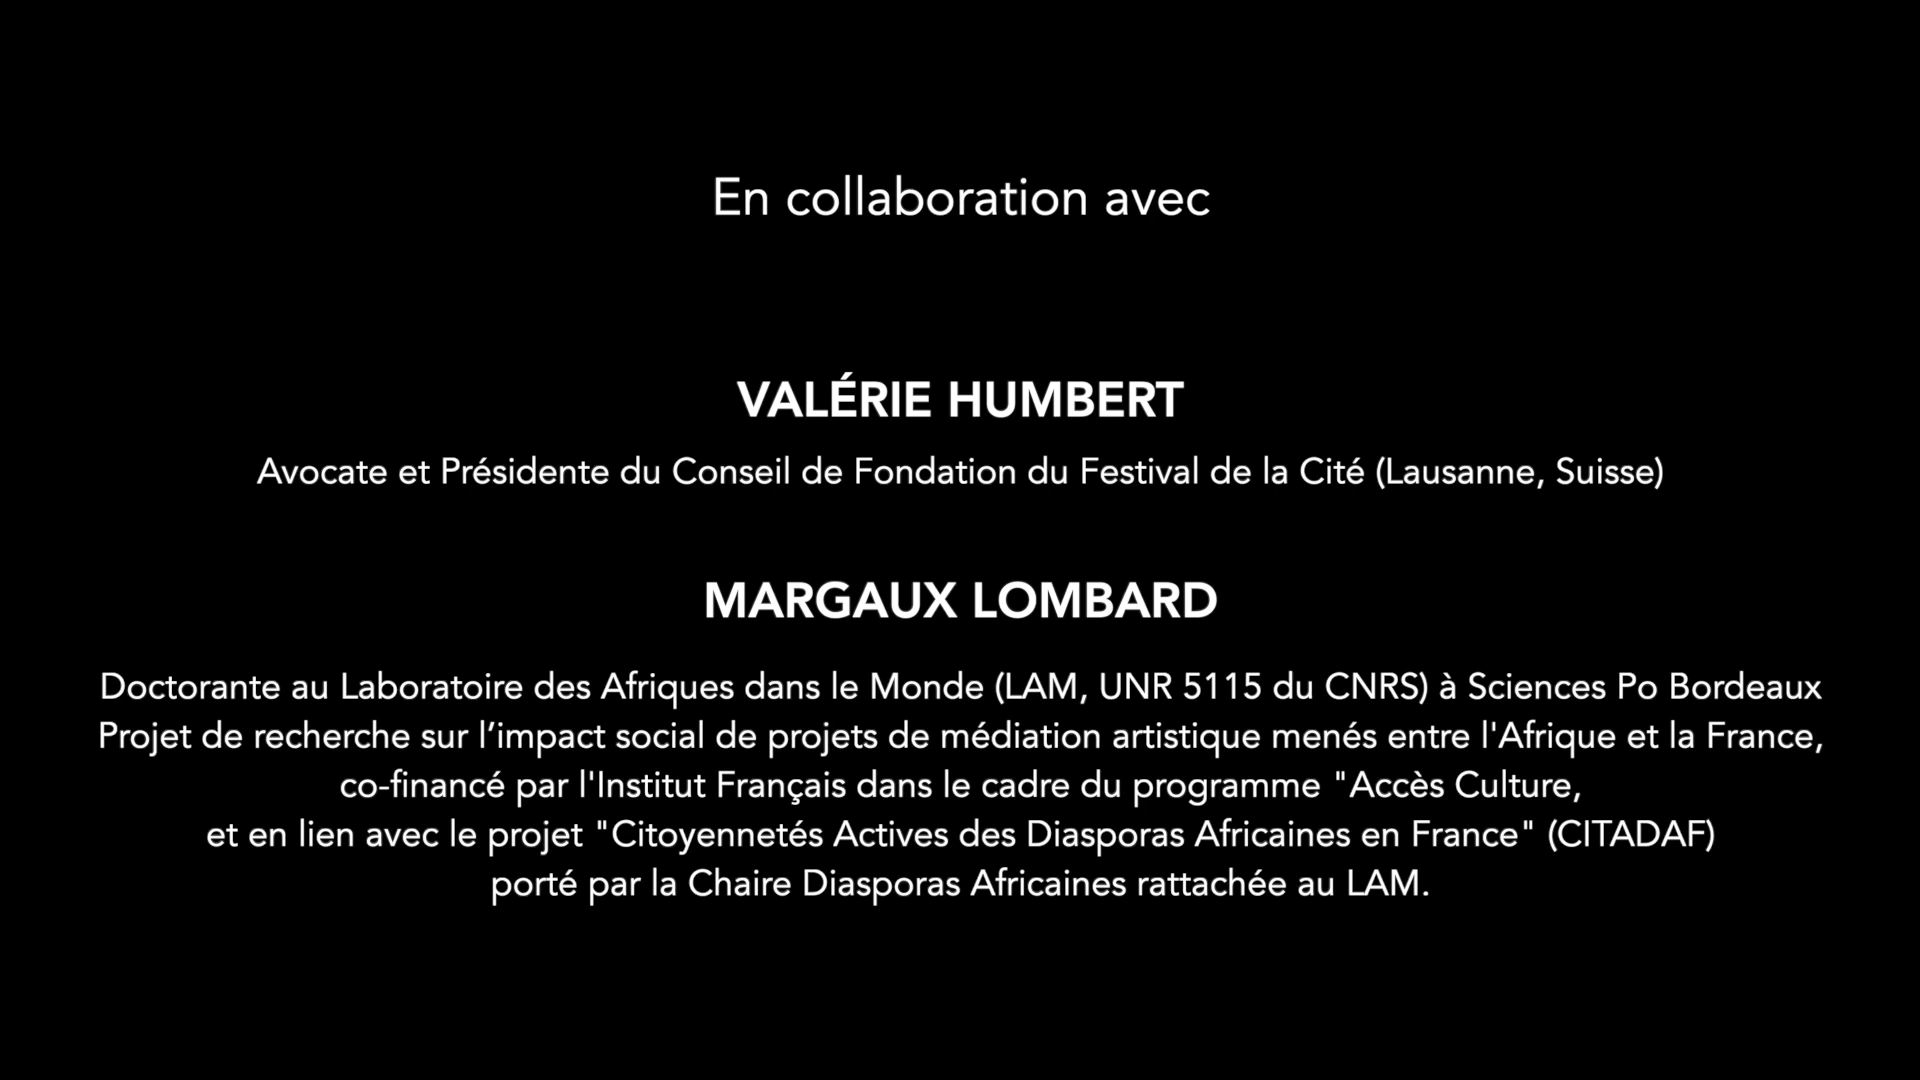 En collaboration avec
VALÉRIE HUMBERT
Avocate et Présidente du Conseil de Fondation du Festival de la Cité (Lausanne, Suisse)
MARGAUX LOMBARD
Doctorante au Laboratoire des Afriques dans le Monde (LAM, UNR 5115 du CNRS) à Sciences Po Bordeaux
Projet de recherche sur l’impact social de projets de médiation artistique menés entre l'Afrique et la France,
co-financé par l'Institut Français dans le cadre du programme "Accès Culture,
et en lien avec le projet "Citoyennetés Actives des Diasporas Africaines en France" (CITADAF)
porté par la Chaire Diasporas Africaines rattachée au LAM.